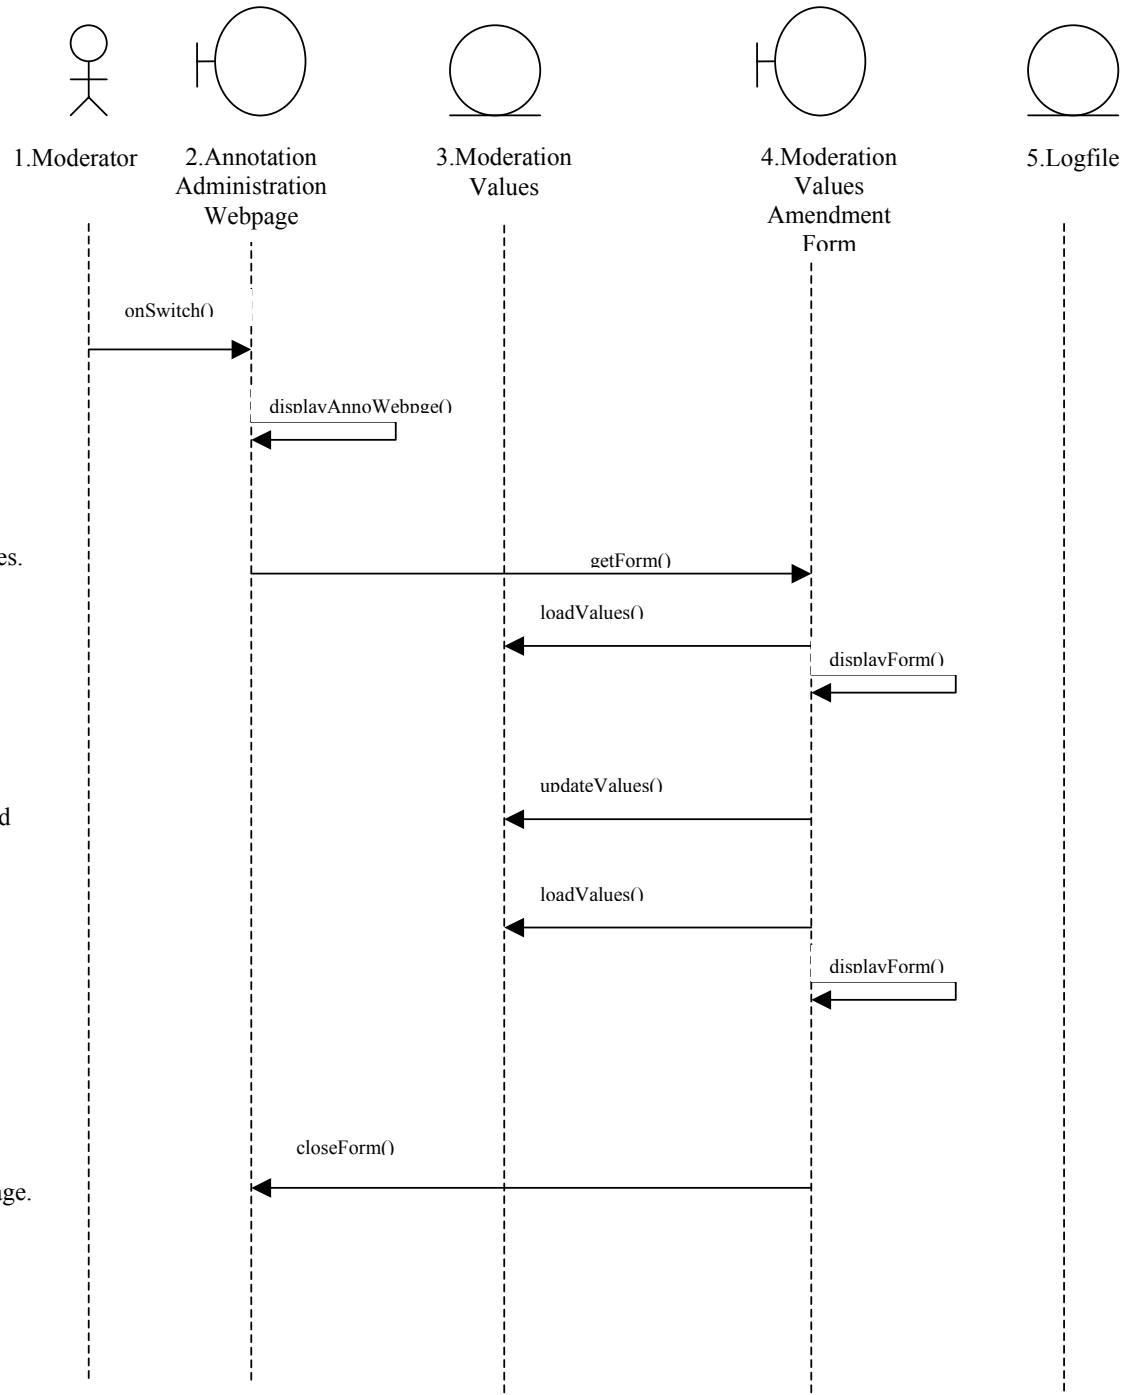 1.Moderator
2.Annotation
Administration
Webpage
3.Moderation
Values
4.Moderation
Values
Amendment
Form
5.Logfile
onSwitch()
displayAnnoWebpge()
es.
getForm()
loadValues()
displayForm()
updateValues()
d
loadValues()
displayForm()
closeForm()
ge.